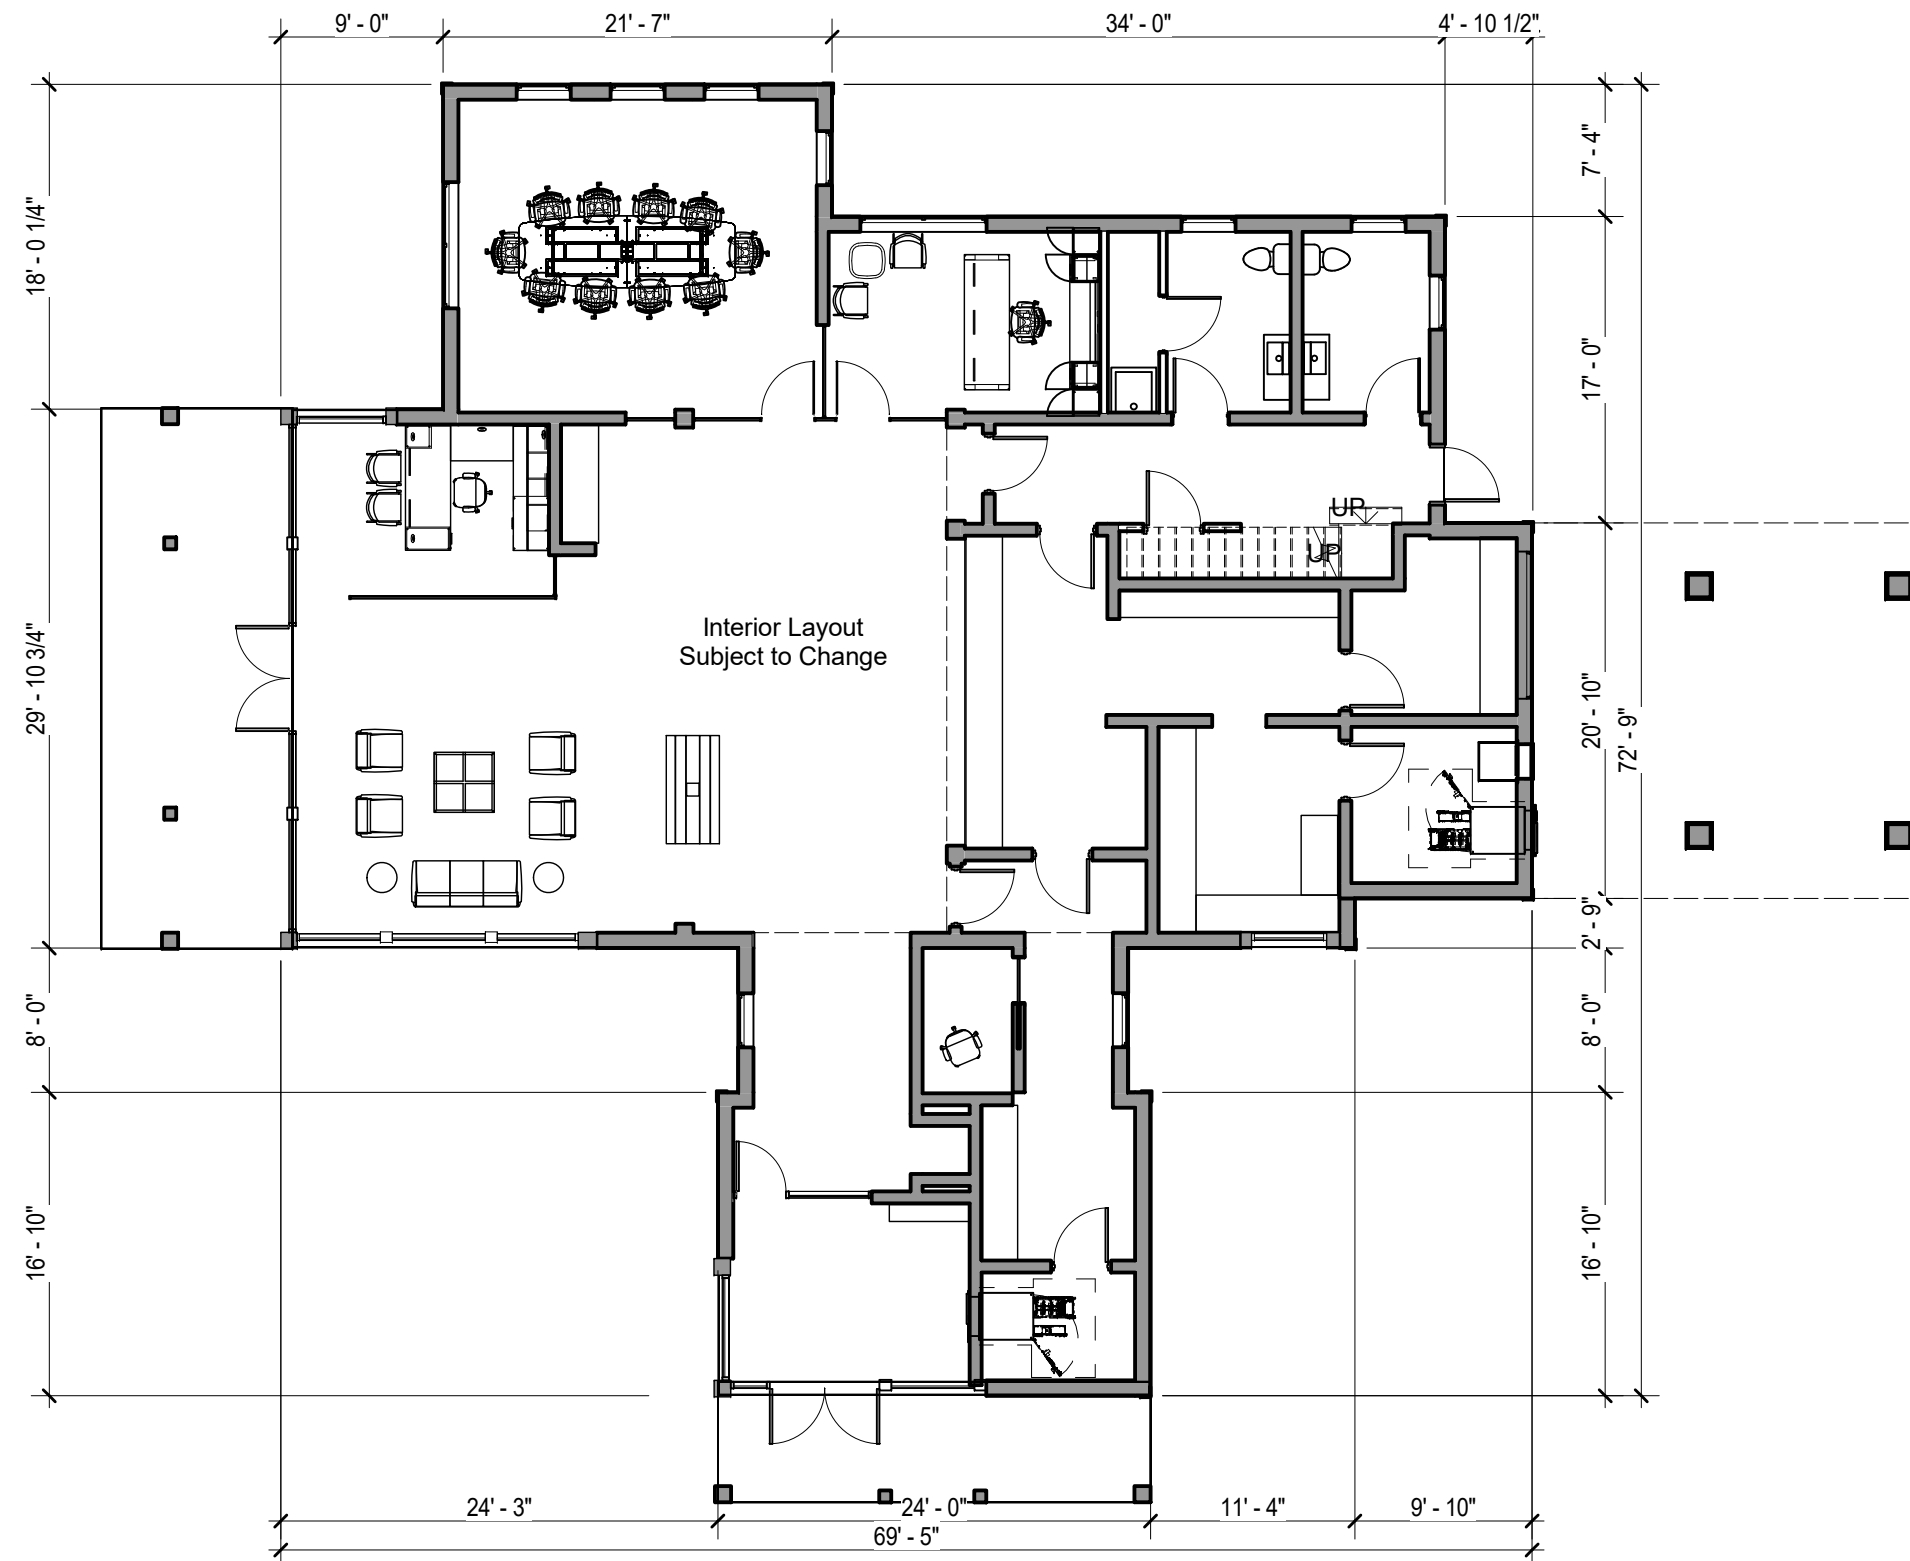 9' - 0"
21' - 7"
34' - 0"
4' - 10 1/2"
18' - 0 1/4"
7' - 4"
17' - 0"
UP
UP
Interior Layout
Subject to Change
29' - 10 3/4"
20' - 10"
72' - 9"
2' - 9"
8' - 0"
8' - 0"
16' - 10"
16' - 10"
24' - 3"
24' - 0"
11' - 4"
9' - 10"
69' - 5"